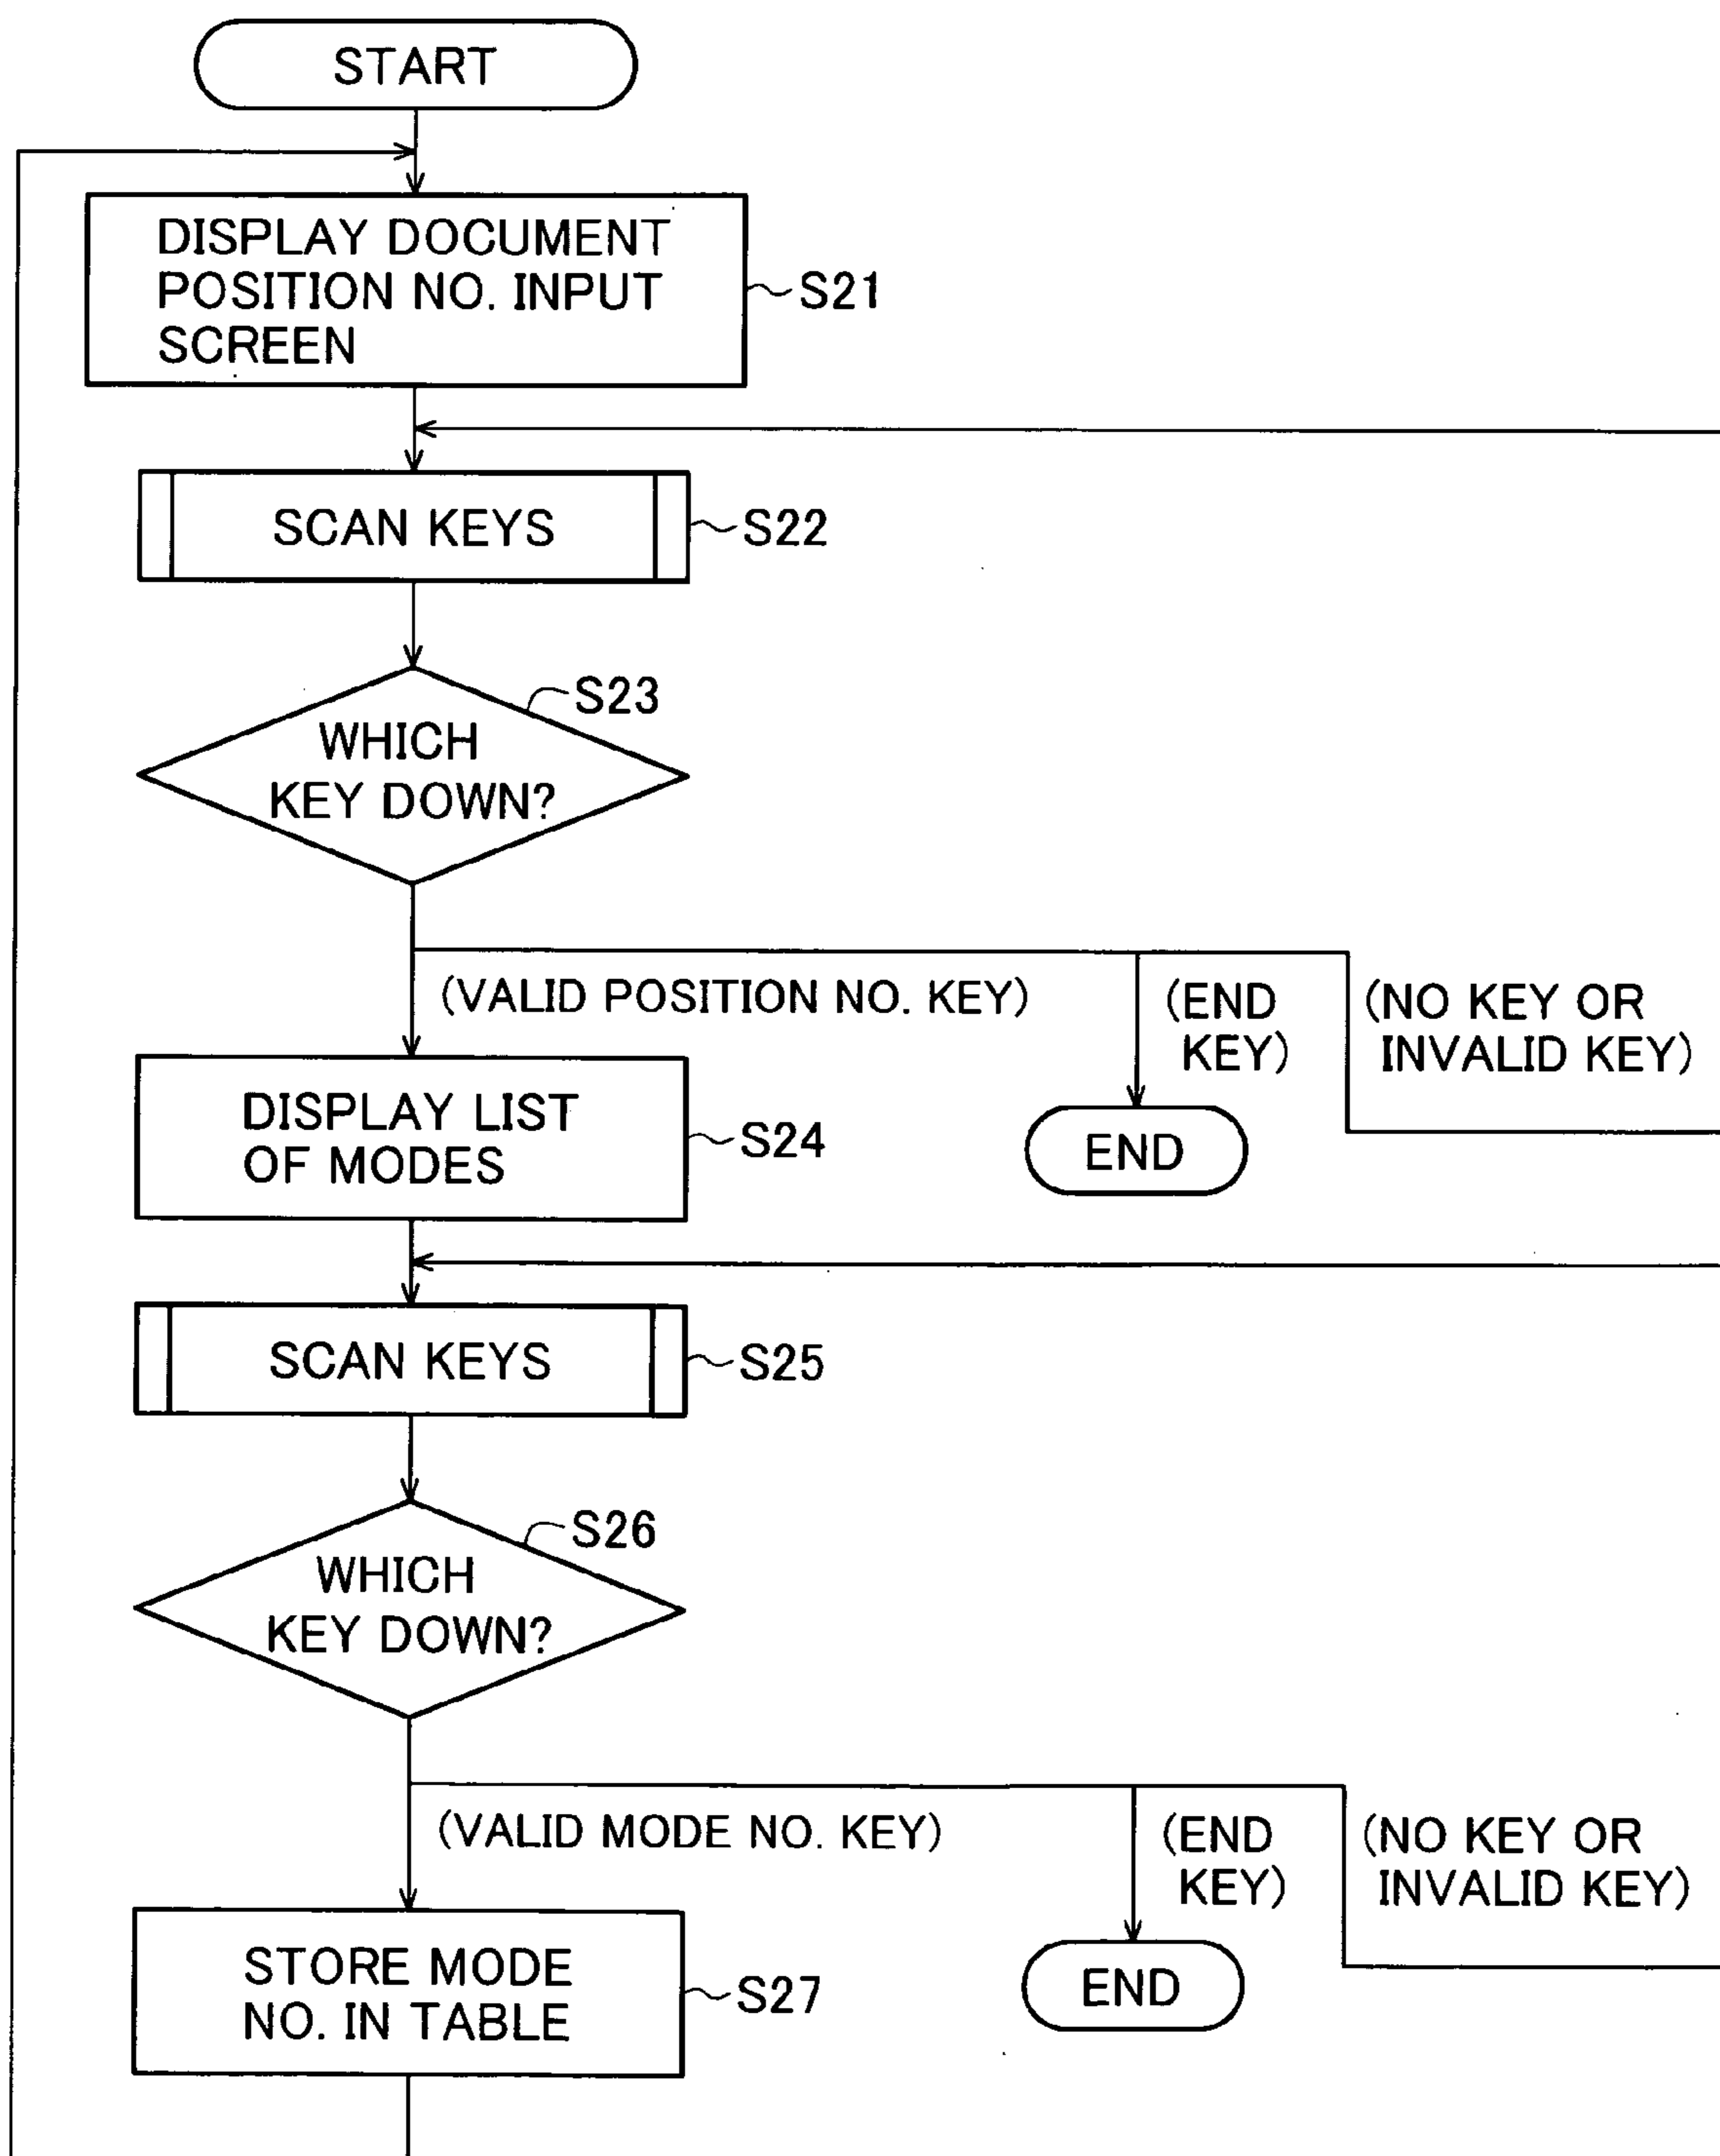 START
DISPLAY DOCUMENT
POSITION NO. INPUT
SCREEN
S21
SCAN KEYS
S22
S23
WHICH
KEY DOWN?
(VALID POSITION NO. KEY)
(END
KEY)
(NO KEY OR
INVALID KEY)
DISPLAY LIST
OF MODES
S24
END
SCAN KEYS
S25
S26
WHICH
KEY DOWN?
(VALID MODE NO. KEY)
(END
KEY)
(NO KEY OR
INVALID KEY)
STORE MODE
NO. IN TABLE
S27
END